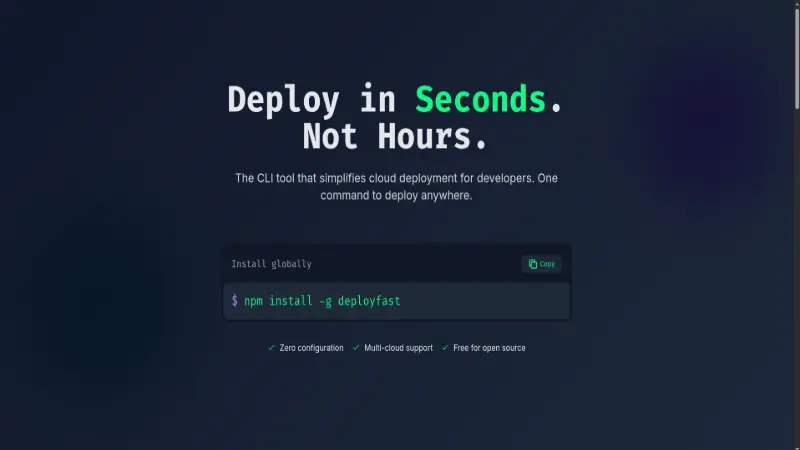 Deploy in Seconds.
Not Hours.
The CLI tool that simplifies cloud deployment for developers. One
command to deploy anywhere.
Install globally
Copy
$ npm install -g deployfast
✓ Zero configuration ✓ Multi-cloud support ✓ Free for open source